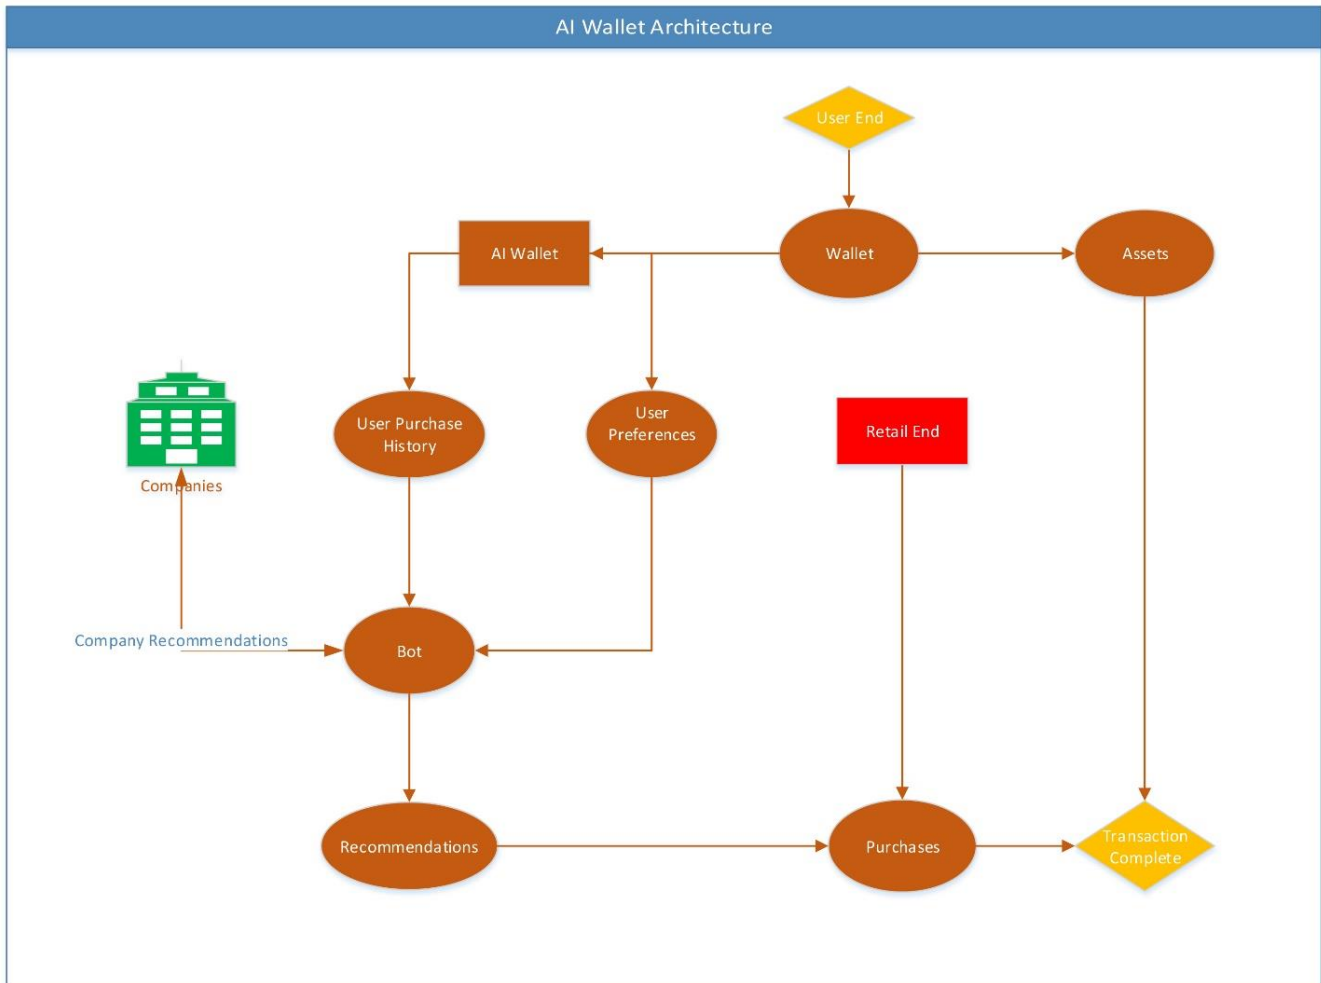 AI Wallet Architecture
User End
AI Wallet
Wallet
Assets
User Purchase
History
User
Preferences
Retail End
Companies
Company Recommendations
Bot
Recommendations
Purchases
Transaction
Complete